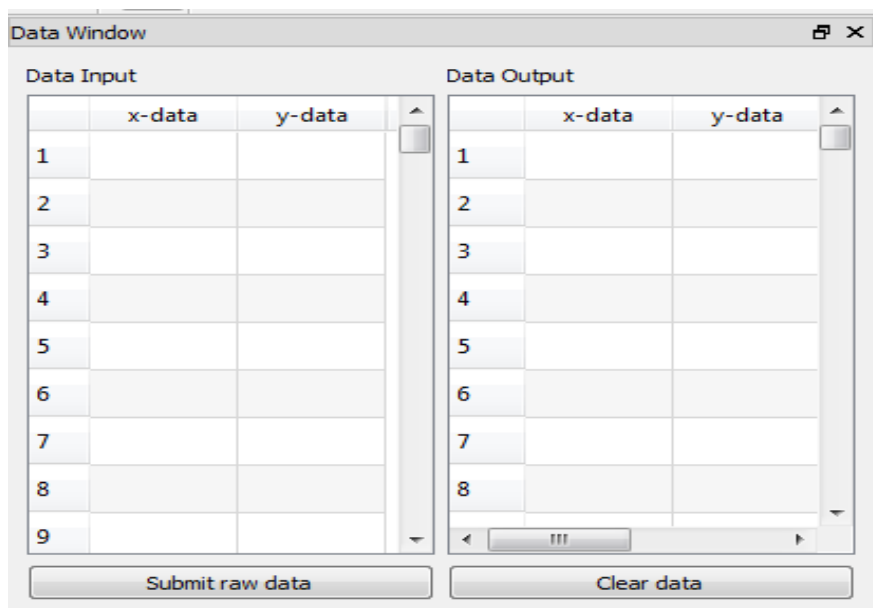 Data Window
Data Input
Data Output
x-data y-data
1
2
3
4
5
6
7
8
9
x-data y-data
1
2
3
4
5
6
7
8
Submit raw data
Clear data